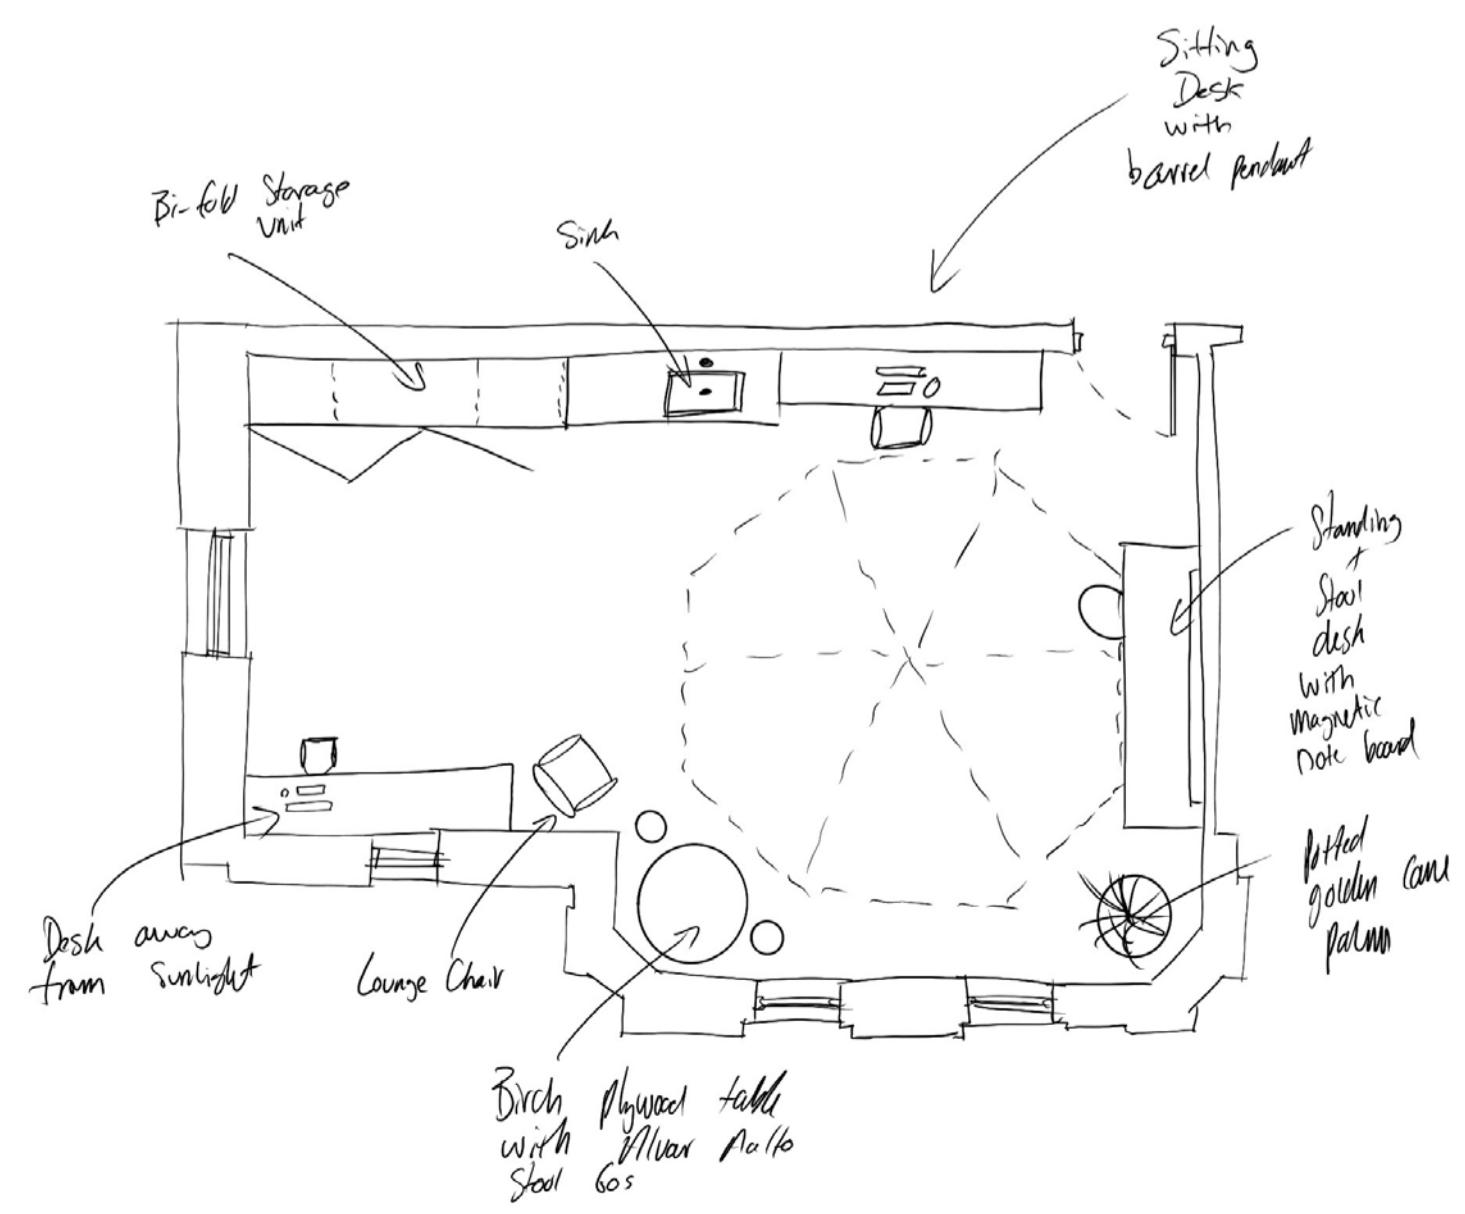 Sitting
Desk
with
barrel pendant
Bi-fold Storage
unit
Sink
Standing
+
Stool
desk
with
magnetic
note board
Potted
golden cane
palm
Desk away
from Sunlight
Lounge Chair
Birch plywood table
with Alvar Aalto
Stool 60s